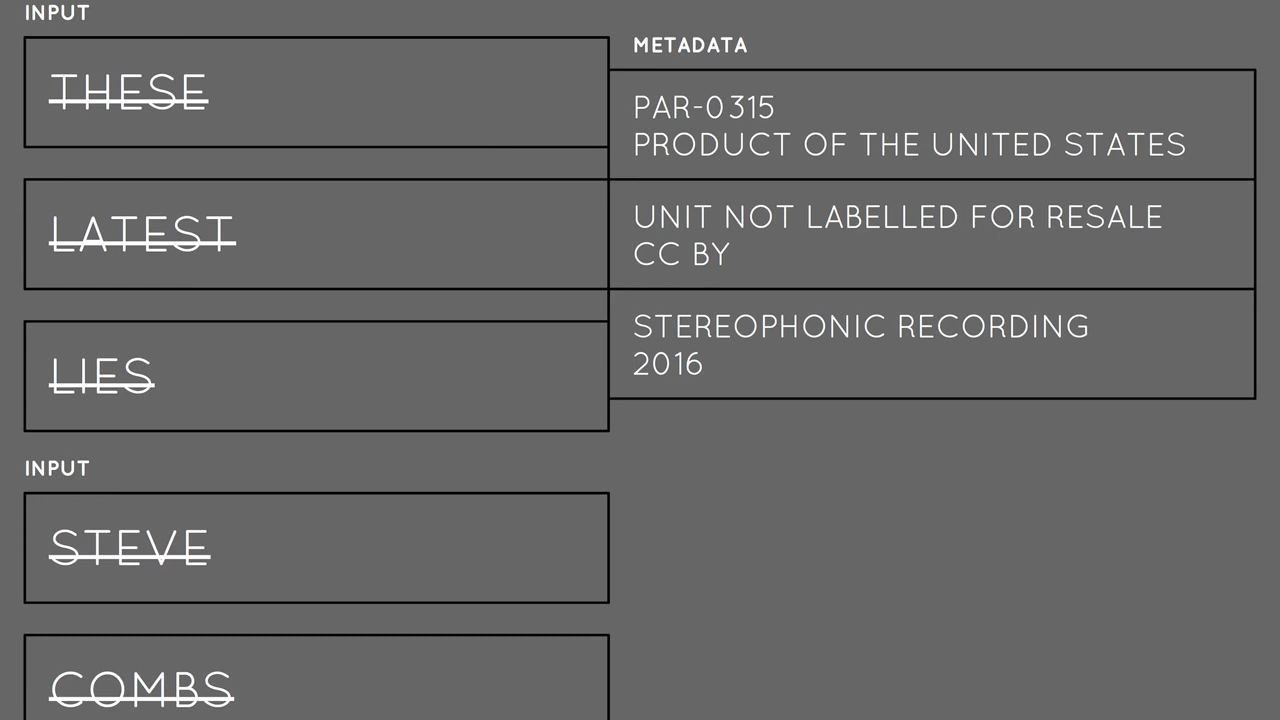 INPUT
THESE
LATEST
LIES
INPUT
STEVE
COMBS
METADATA
PAR-0315
PRODUCT OF THE UNITED STATES
UNIT NOT LABELLED FOR RESALE
CC BY
STEREOPHONIC RECORDING
2016